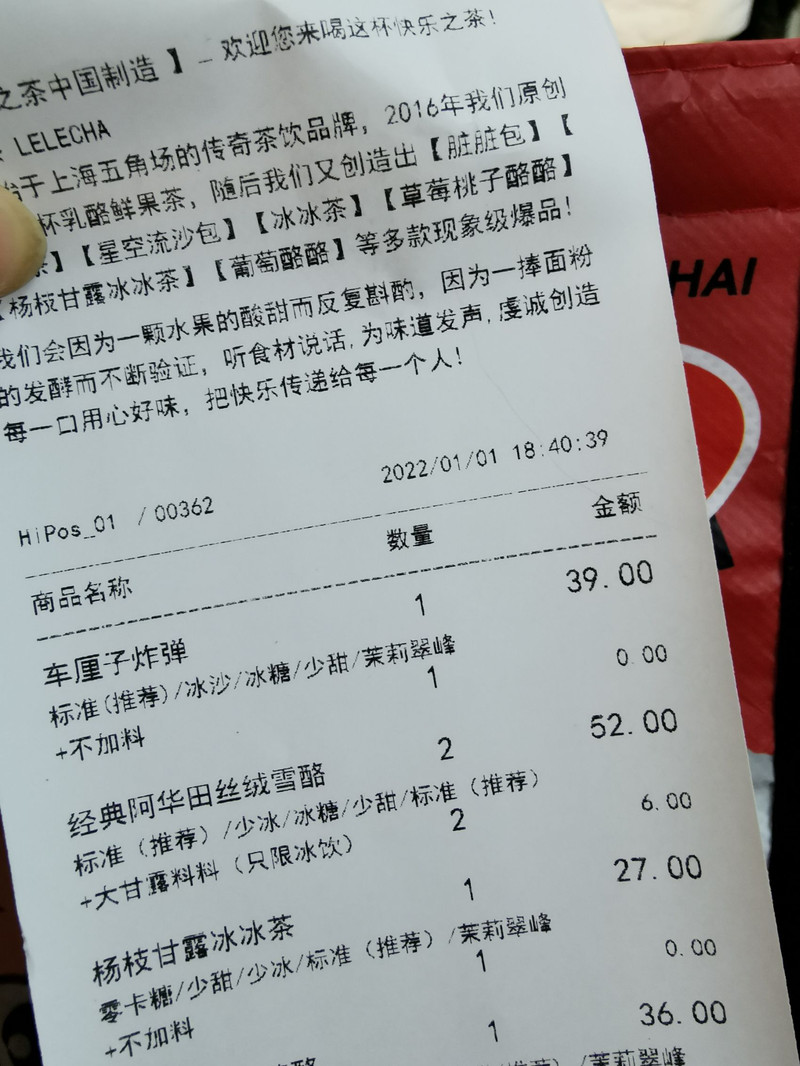 之茶中国制造 】 - 欢迎您来喝这杯快乐之茶!
LELECHA
始于上海五角场的传奇茶饮品牌, 2016年我们原创
杯乳酪鲜果茶, 随后我们又创造出【脏脏包】【
茶】【星空流沙包】【冰冰茶】【草莓桃子酪酪】
【杨枝甘露冰冰茶】【葡萄酪酪】等多款现象级爆品!
我们会因为一颗水果的酸甜而反复斟酌, 因为一捧面粉
的发酵而不断验证, 听食材说话,为味道发声,虔诚创造
每一口用心好味, 把快乐传递给每一个人!
HiPos_01 /00362 2022/01/01 18:40:39
商品名称 数量 金额
车厘子炸弹 1 39.00
标准(推荐)/冰沙/冰糖/少甜/茉莉翠峰
+不加料 1 0.00
经典阿华田丝绒雪酪 2 52.00
标准 (推荐) /少冰/冰糖/少甜/标准 (推荐)
+大甘露料料 (只限冰饮) 2 6.00
杨枝甘露冰冰茶 1 27.00
零卡糖/少甜/少冰/标准 (推荐) /茉莉翠峰
+不加料 1 0.00
酪 1 36.00
(推荐) /茉莉翠峰
HAI